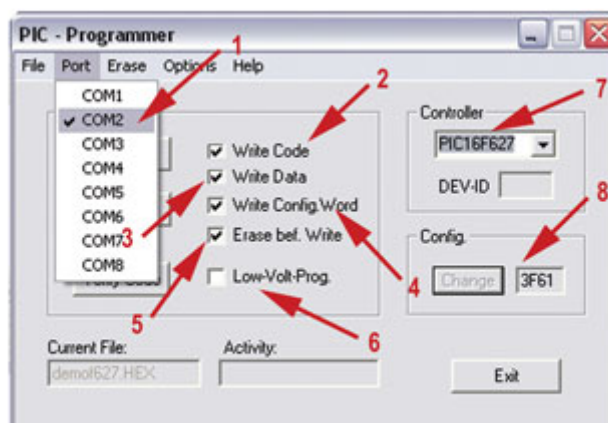 PIC - Programmer
File Port Erase Options Help
1
2
7
COM1
COM2
COM3
COM4
COM5
COM6
COM7
COM8
Write Code
Write Data
Write Config.Word
Erase bef. Write
Low-Volt-Prog.
3
5
4
6
Controller
PIC16F627
DEV-ID
8
Config.
Change 3F61
Current File:
demof627.HEX
Activity:
Exit